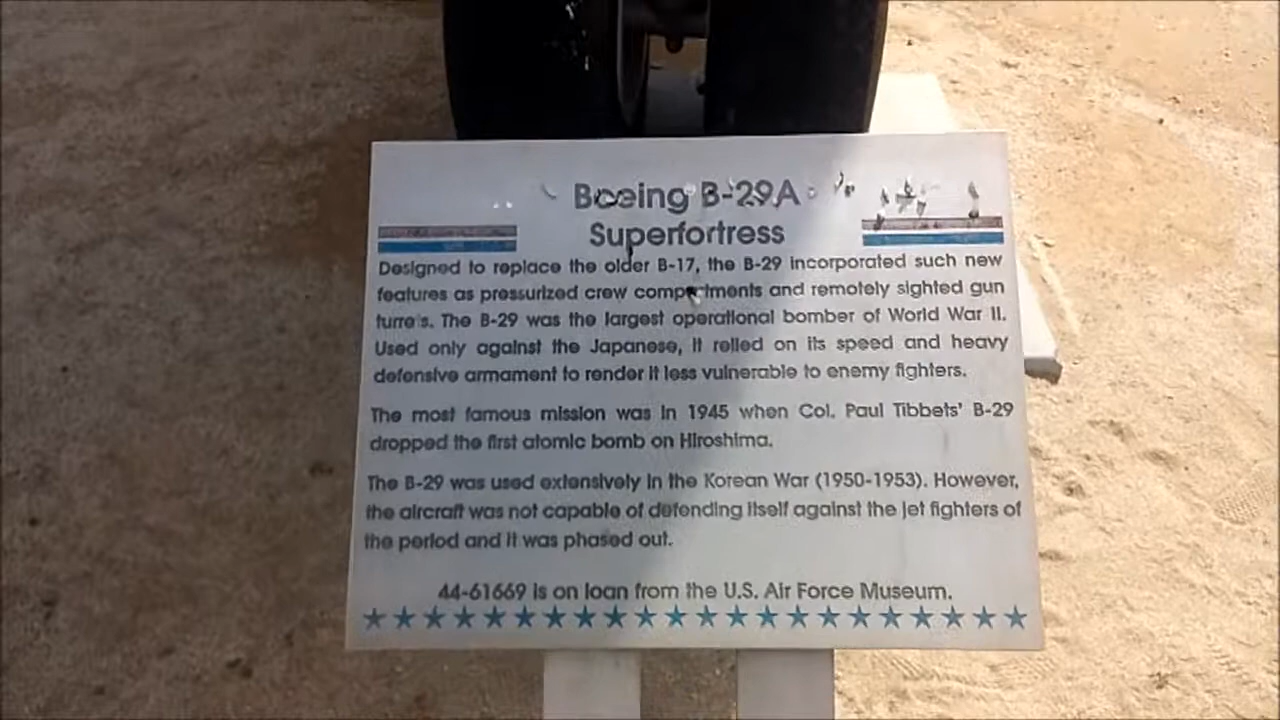 Boeing B-29A
Superfortress
Designed to replace the older B-17, the B-29 incorporated such new
features as pressurized crew compartments and remotely sighted gun
turrets. The B-29 was the largest operational bomber of World War II.
Used only against the Japanese, it relied on its speed and heavy
defensive armament to render it less vulnerable to enemy fighters.
The most famous mission was in 1945 when Col. Paul Tibbets' B-29
dropped the first atomic bomb on Hiroshima.
The B-29 was used extensively in the Korean War (1950-1953). However,
the aircraft was not capable of defending itself against the jet fighters of
the period and it was phased out.
44-61669 is on loan from the U.S. Air Force Museum.